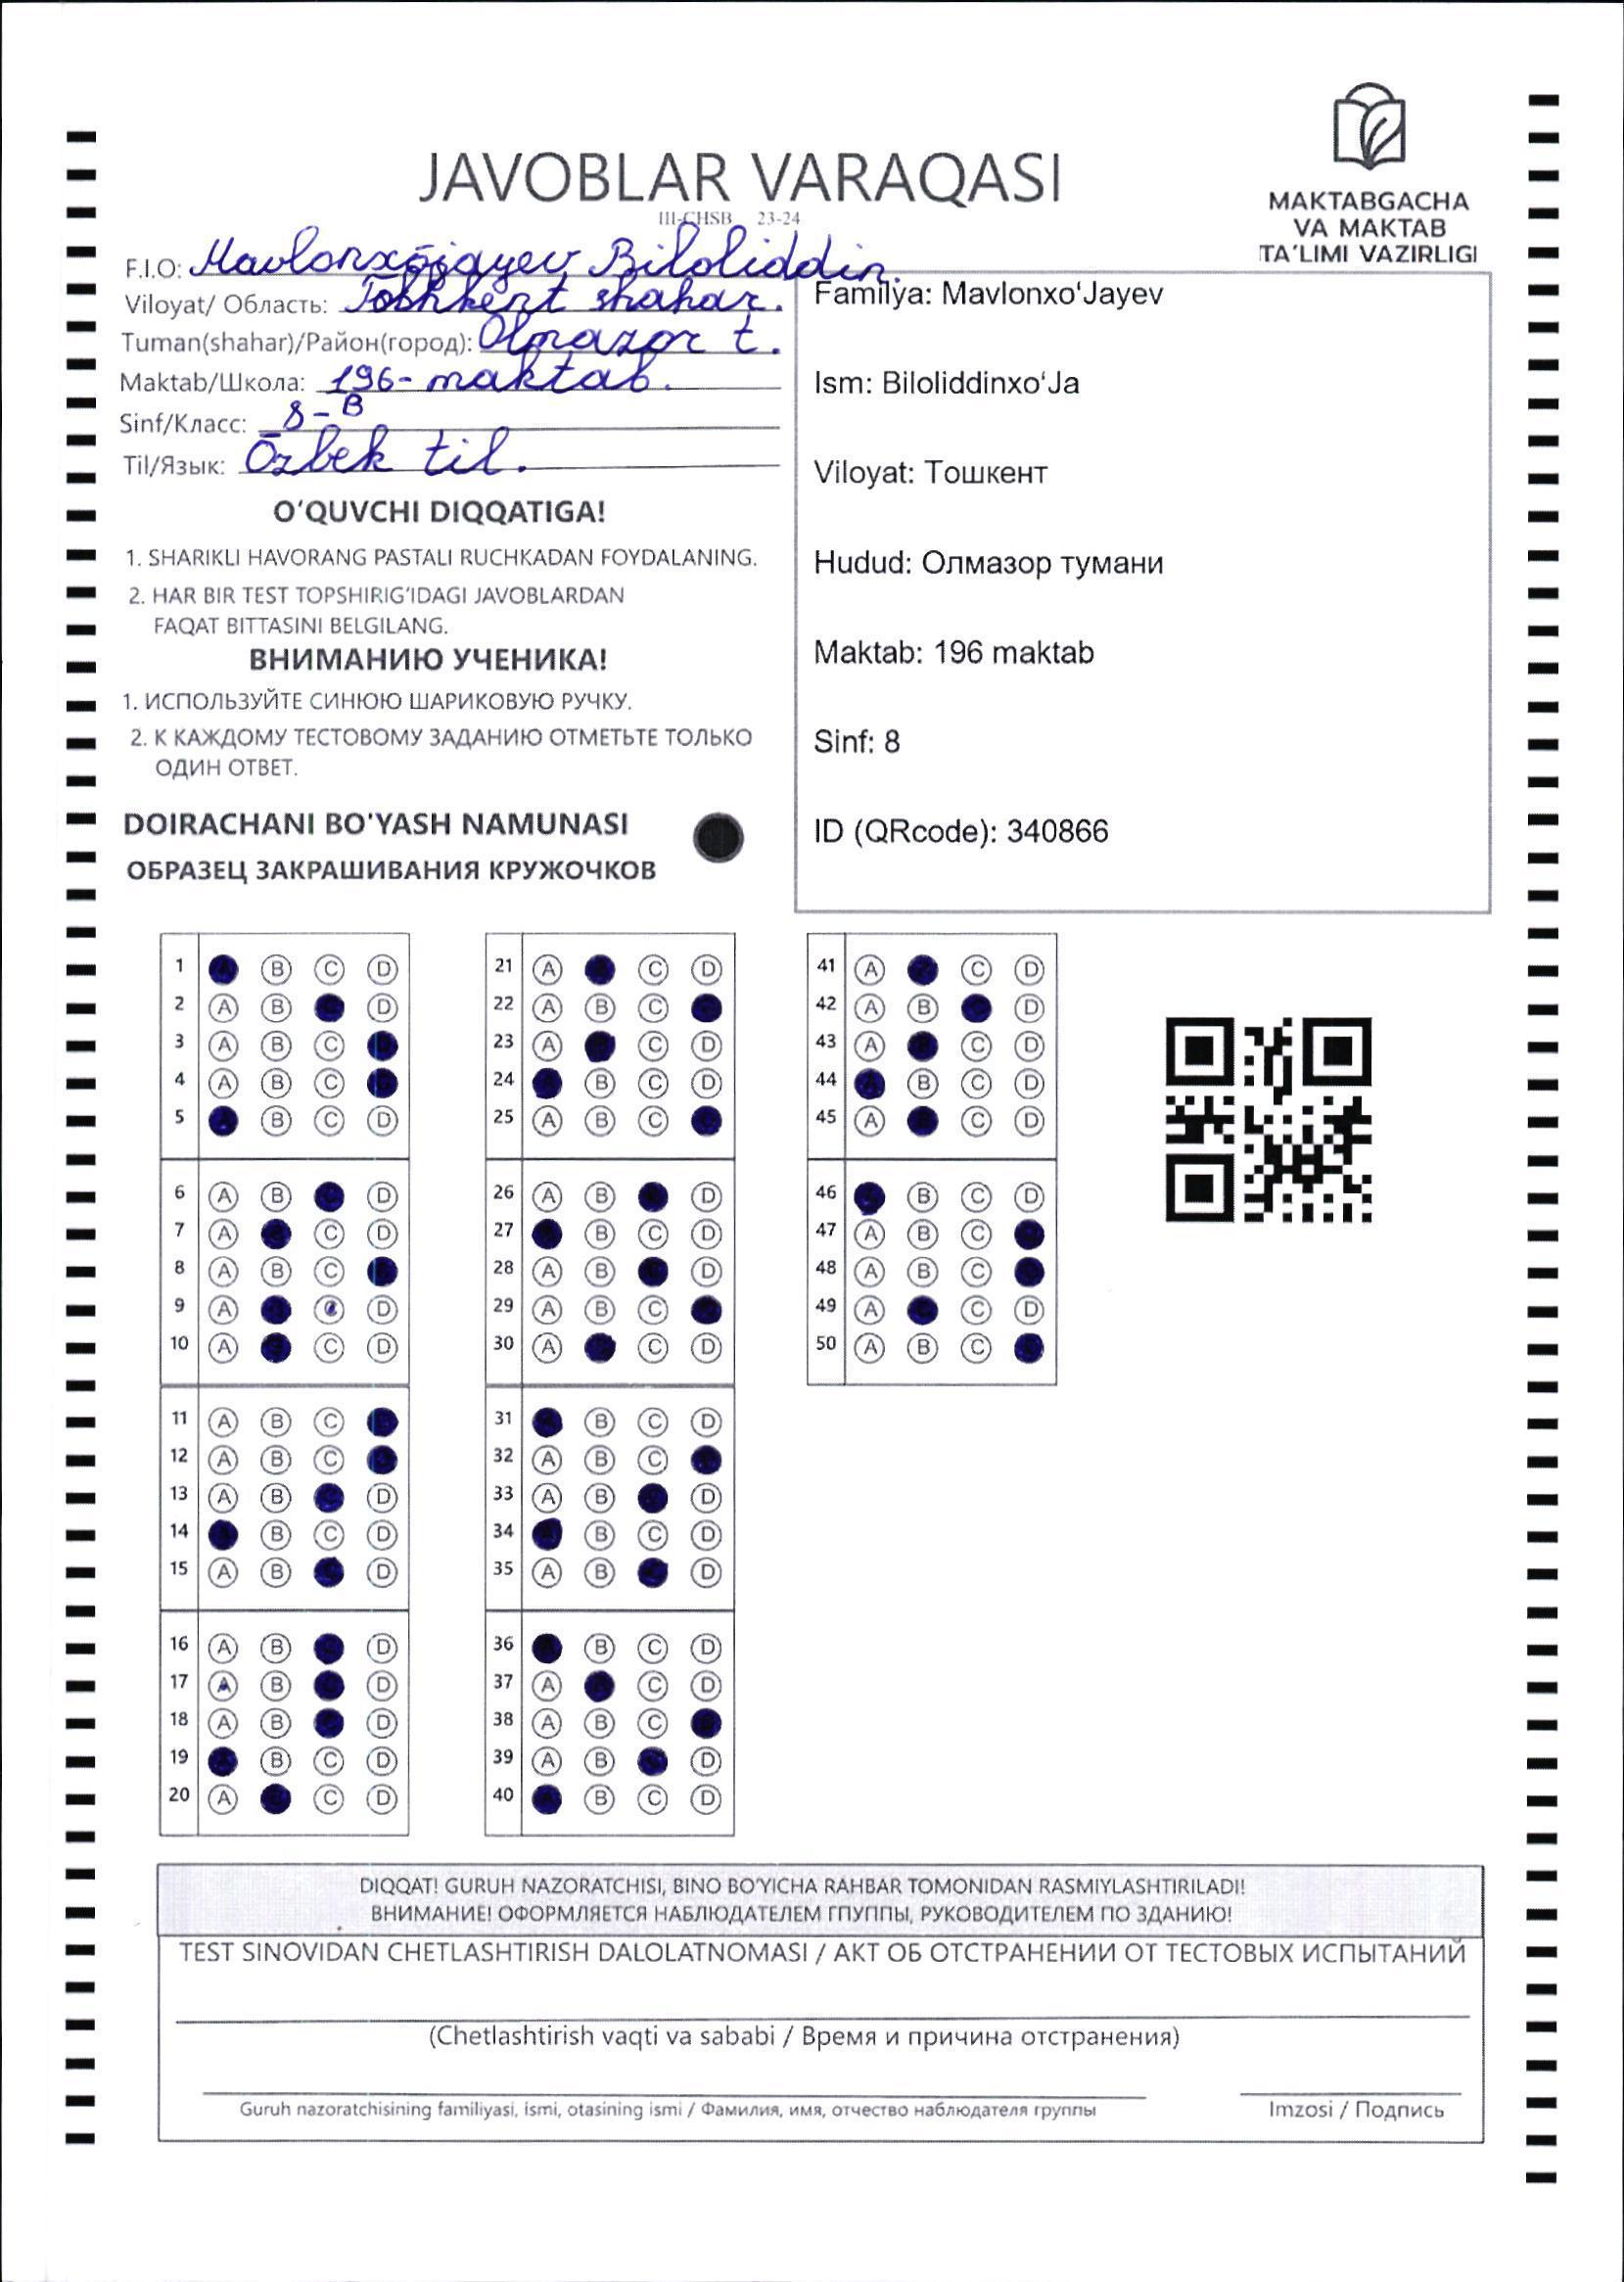 JAVOBLAR VARAQASI
III-CHSB 23-24
MAKTABGACHA
VA MAKTAB
TA'LIMI VAZIRLIGI
F.I.O: Mavlonxōjayev Biloliddin.
Viloyat/ Область: Toshkent shahar.
Tuman(shahar)/Район(город): Olmazor t.
Maktab/Школа: 196- maktab.
Sinf/Класс: 8-B
Til/Язык: Ōzbek til.
O'QUVCHI DIQQATIGA!
1. SHARIKLI HAVORANG PASTALI RUCHKADAN FOYDALANING.
2. HAR BIR TEST TOPSHIRIG'IDAGI JAVOBLARDAN
FAQAT BITTASINI BELGILANG.
ВНИМАНИЮ УЧЕНИКА!
1. ИСПОЛЬЗУЙТЕ СИНЮЮ ШАРИКОВУЮ РУЧКУ.
2. К КАЖДОМУ ТЕСТОВОМУ ЗАДАНИЮ ОТМЕТЬТЕ ТОЛЬКО
ОДИН ОТВЕТ.
DOIRACHANI BO'YASH NAMUNASI
ОБРАЗЕЦ ЗАКРАШИВАНИЯ КРУЖОЧКОВ
Familya: Mavlonxo'Jayev
Ism: Biloliddinxo'Ja
Viloyat: Тошкент
Hudud: Олмазор тумани
Maktab: 196 maktab
Sinf: 8
ID (QRcode): 340866
1 B C D
2 A B D
3 A B C
4 A B C
5 B C D
6 A B D
7 A C D
8 A B C
9 A D
10 A C D
11 A B C
12 A B C
13 A B D
14 B C D
15 A B D
16 A B D
17 A B D
18 A B D
19 B C D
20 A C D
21 A C D
22 A B C
23 A C D
24 B C D
25 A B C
26 A B D
27 B C D
28 A B D
29 A B C
30 A C D
31 B C D
32 A B C
33 A B D
34 B C D
35 A B D
36 B C D
37 A C D
38 A B C
39 A B D
40 B C D
41 A C D
42 A B D
43 A C D
44 B C D
45 A C D
46 B C D
47 A B C
48 A B C
49 A C D
50 A B C
DIQQAT! GURUH NAZORATCHISI, BINO BO'YICHA RAHBAR TOMONIDAN RASMIYLASHTIRILADI!
ВНИМАНИЕ! ОФОРМЛЯЕТСЯ НАБЛЮДАТЕЛЕМ ГПУППЫ, РУКОВОДИТЕЛЕМ ПО ЗДАНИЮ!
TEST SINOVIDAN CHETLASHTIRISH DALOLATNOMASI / АКТ ОБ ОТСТРАНЕНИИ ОТ ТЕСТОВЫХ ИСПЫТАНИЙ
(Chetlashtirish vaqti va sababi / Время и причина отстранения)
Guruh nazoratchisining familiyasi, ismi, otasining ismi / Фамилия, имя, отчество наблюдателя группы
Imzosi / Подпись